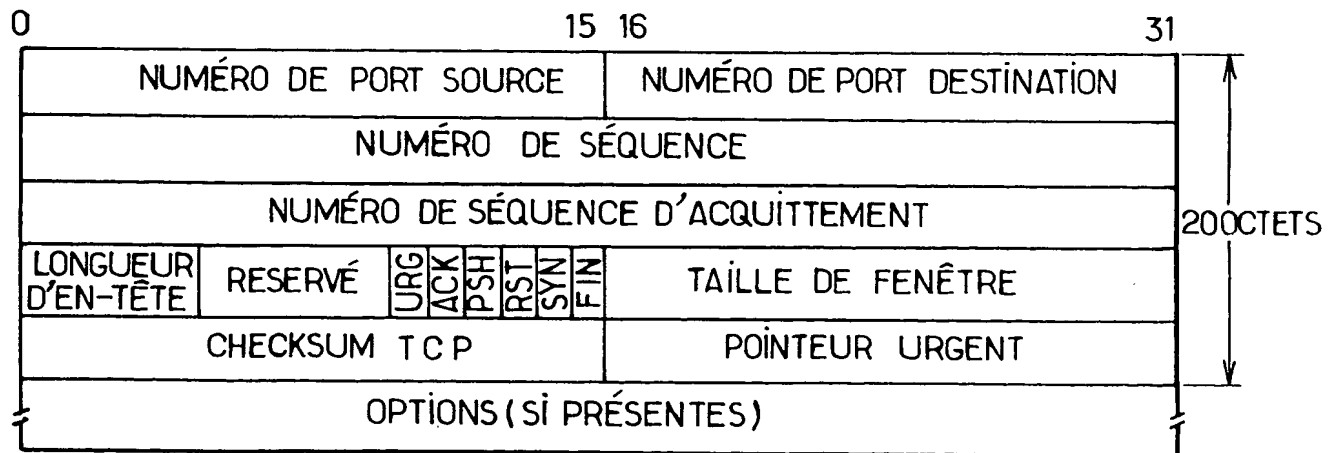 0 15 16 31
NUMÉRO DE PORT SOURCE
NUMÉRO DE PORT DESTINATION
NUMÉRO DE SÉQUENCE
NUMÉRO DE SÉQUENCE D'ACQUITTEMENT
20OCTETS
LONGUEUR
D'EN-TÊTE
RESERVÉ
URG
ACK
PSH
RST
SYN
FIN
TAILLE DE FENÊTRE
CHECKSUM TCP
POINTEUR URGENT
OPTIONS (SI PRÉSENTES)